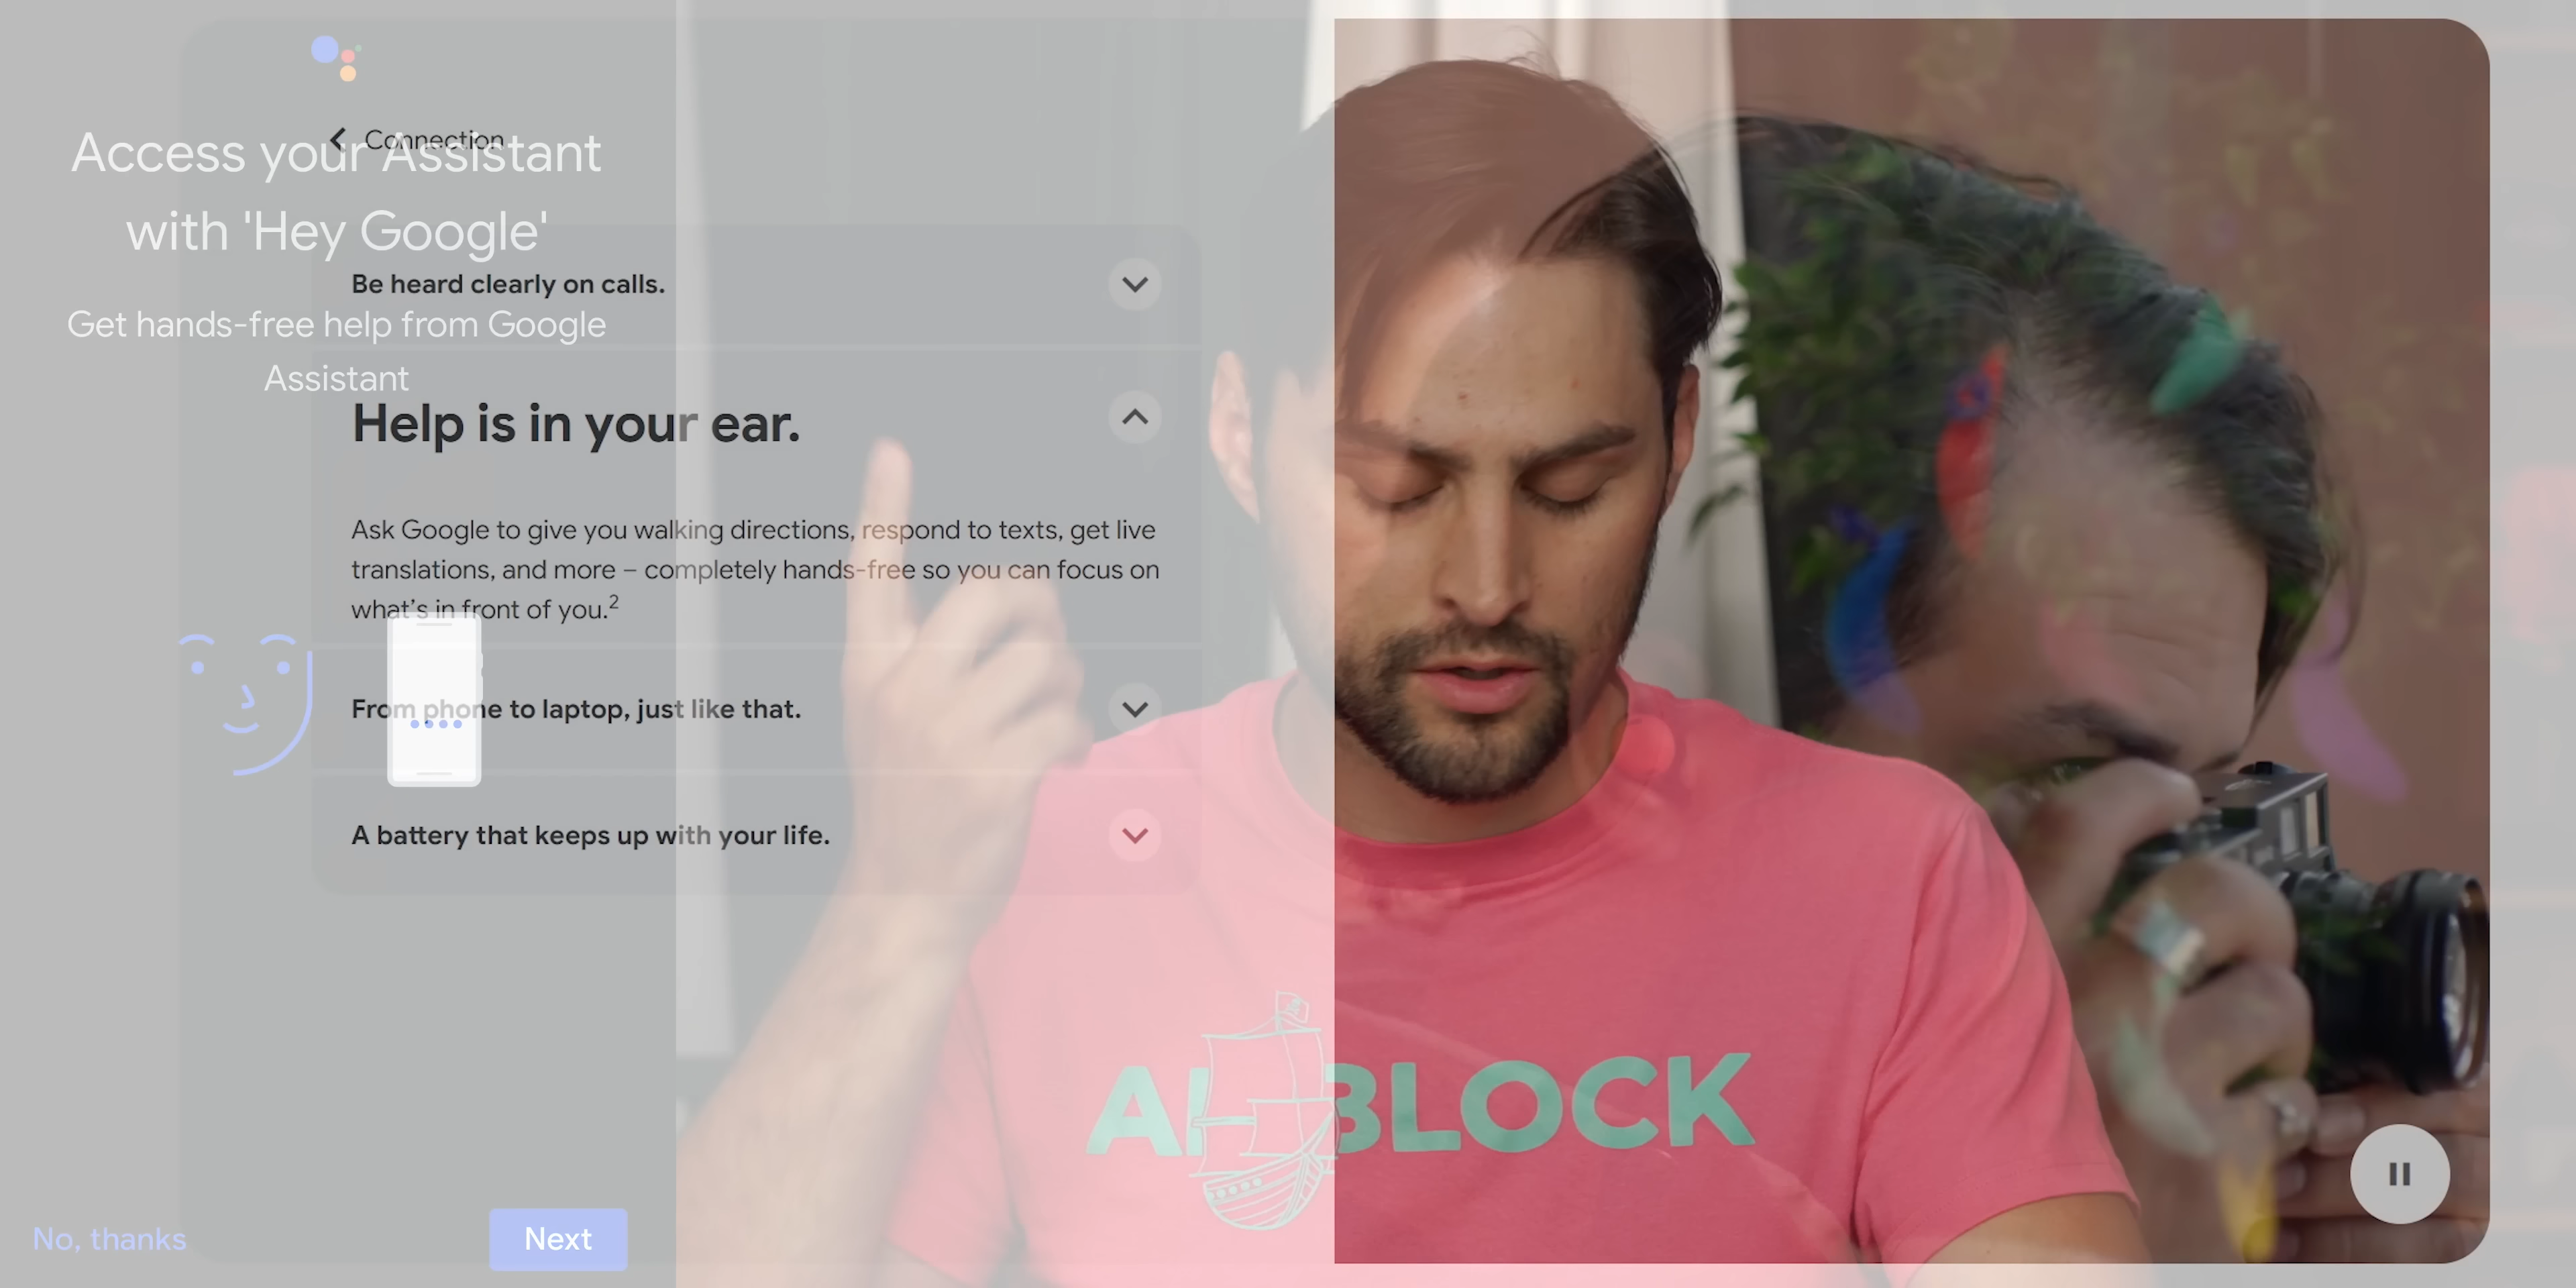 Connection
Access your Assistant
with 'Hey Google'
Be heard clearly on calls.
Get hands-free help from Google
Assistant
Help is in your ear.
Ask Google to give you walking directions, respond to texts, get live
translations, and more – completely hands-free so you can focus on
what's in front of you.2
From phone to laptop, just like that.
A battery that keeps up with your life.
BLOCK
No, thanks
Next